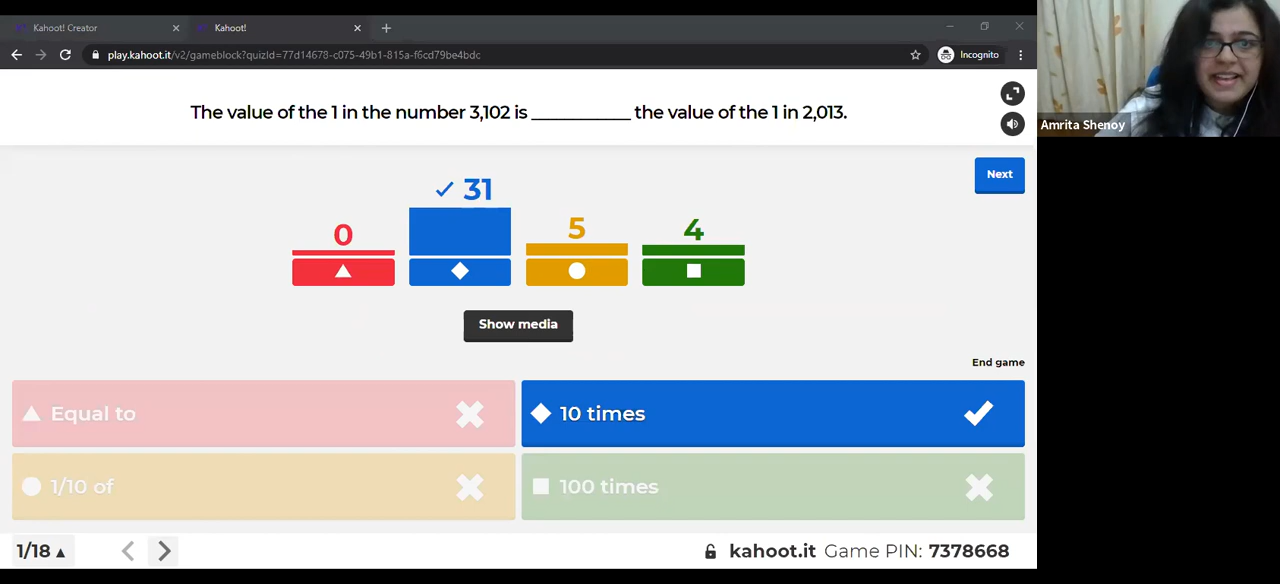 Kahoot! Creator
Kahoot!
play.kahoot.it/v2/gameblock?quizId=77d14678-c075-49b1-815a-f6cd79be4bdc
Incognito
The value of the 1 in the number 3,102 is __________ the value of the 1 in 2,013.
Amrita Shenoy
Next
0
31
5
4
Show media
End game
Equal to
10 times
1/10 of
100 times
1/18
kahoot.it Game PIN: 7378668